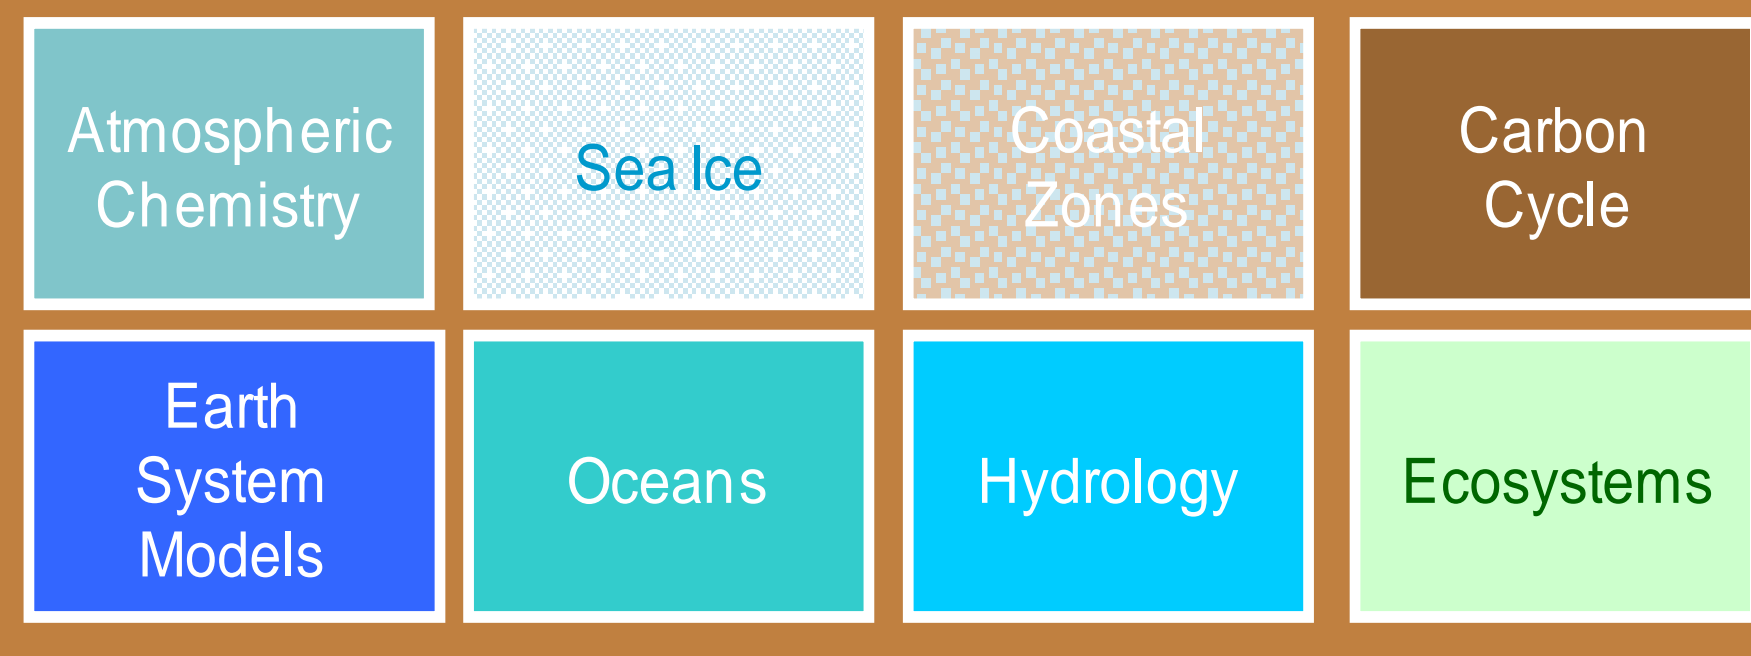 Atmospheric
Chemistry
Sea Ice
Coastal
Zones
Carbon
Cycle
Earth
System
Models
Oceans
Hydrology
Ecosystems